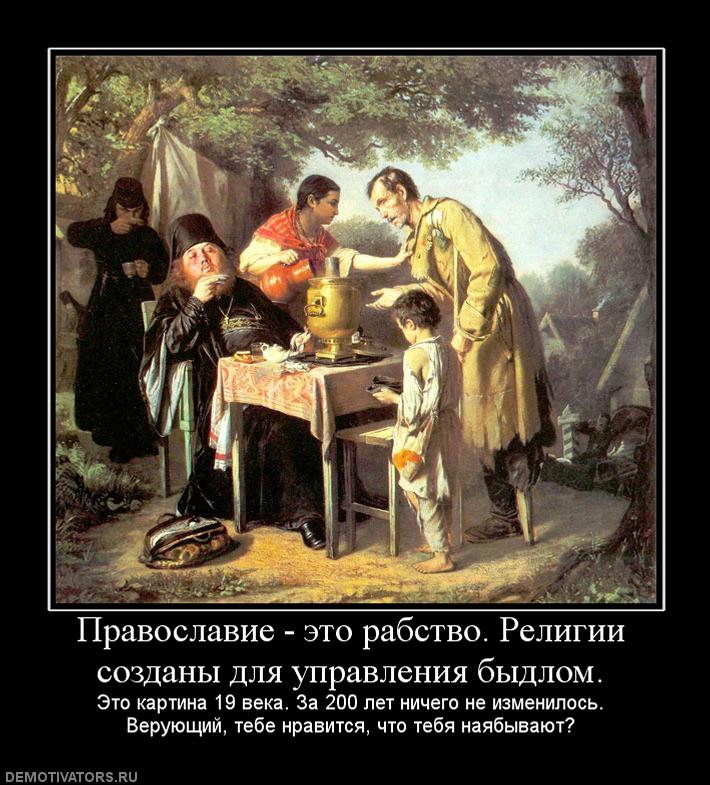 Православие - это рабство. Религии
созданы для управления быдлом.
Это картина 19 века. За 200 лет ничего не изменилось.
Верующий, тебе нравится, что тебя наябывают?
DEMOTIVATORS.RU